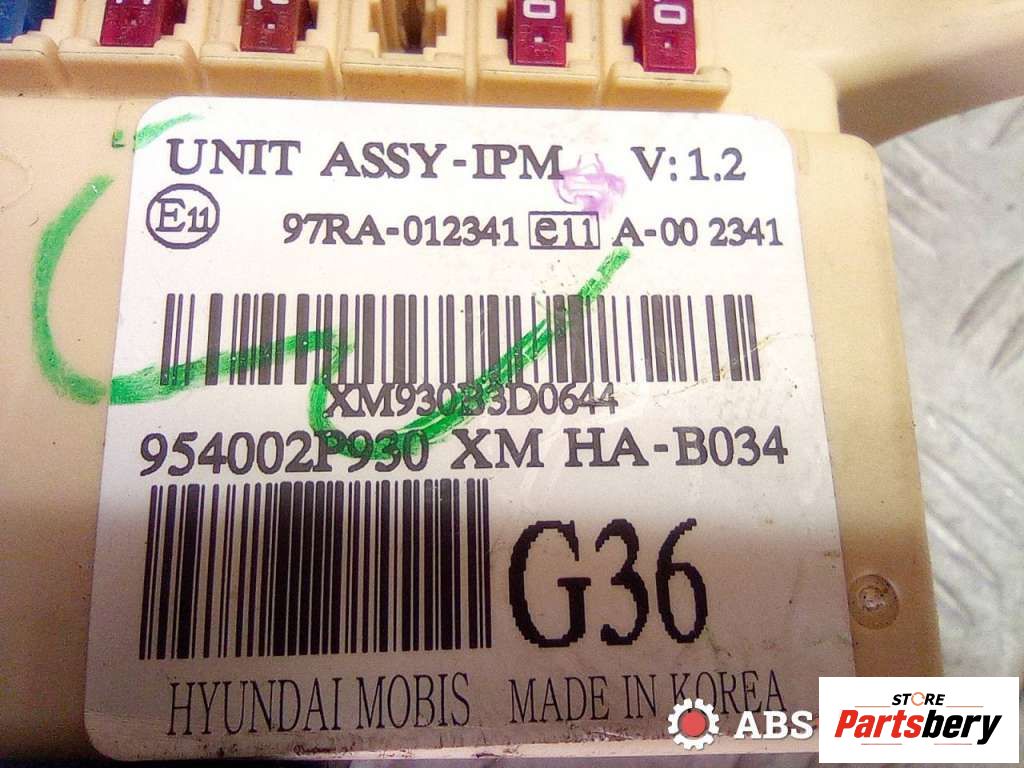 UNIT ASSY-IPM V: 1.2
E11 97RA-012341 e11 A-00 2341
XM930B3D0644
954002P930 XM HA-B034
G36
HYUNDAI MOBIS MADE IN KOREA
ABS
STORE
Partsbery